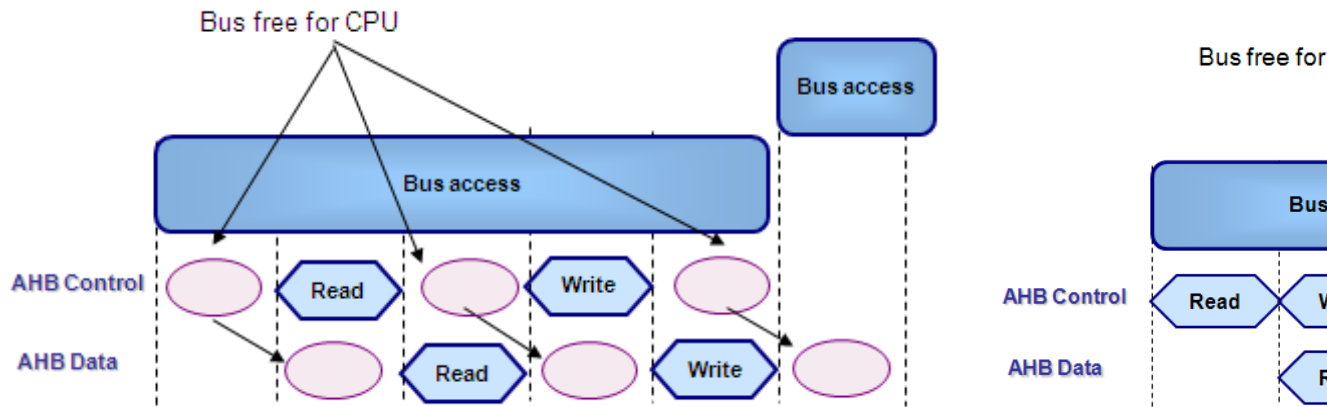 Bus free for CPU
Bus access
Bus access
AHB Control
Read
Write
AHB Data
Read
Write
Bus free for
Bus
AHB Control
Read
AHB Data